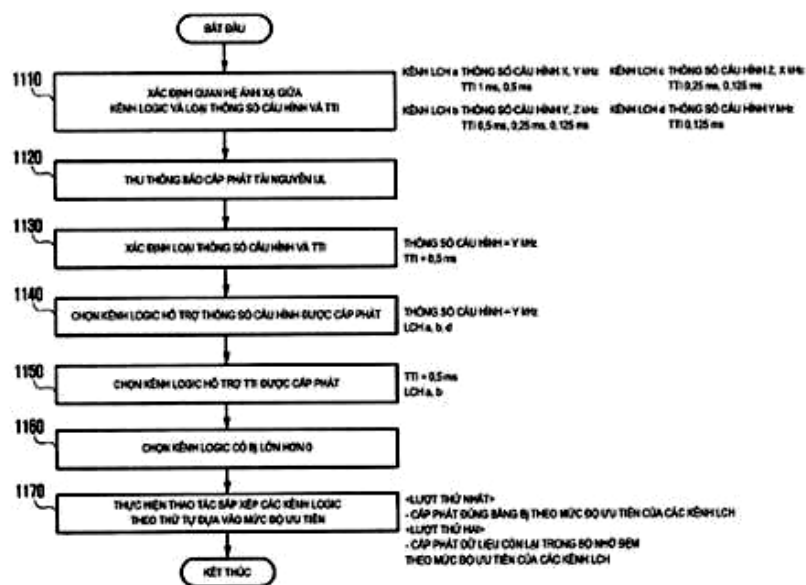 BẮT ĐẦU
1110
XÁC ĐỊNH QUAN HỆ ÁNH XẠ GIỮA
KÊNH LOGIC VÀ LOẠI THÔNG SỐ CẤU HÌNH VÀ TTI
KÊNH LCH a THÔNG SỐ CẤU HÌNH X, Y kHz
TTI 1 ms, 0,5 ms
KÊNH LCH c THÔNG SỐ CẤU HÌNH Z, X kHz
TTI 0,25 ms, 0,125 ms
KÊNH LCH b THÔNG SỐ CẤU HÌNH Y, Z kHz
TTI 0,5 ms, 0,25 ms, 0,125 ms
KÊNH LCH d THÔNG SỐ CẤU HÌNH Y kHz
TTI 0,125 ms
1120
THU THÔNG BÁO CẤP PHÁT TÀI NGUYÊN UL
1130
XÁC ĐỊNH LOẠI THÔNG SỐ CẤU HÌNH VÀ TTI
THÔNG SỐ CẤU HÌNH = Y kHz
TTI = 0,5 ms
1140
CHỌN KÊNH LOGIC HỖ TRỢ THÔNG SỐ CẤU HÌNH ĐƯỢC CẤP PHÁT
THÔNG SỐ CẤU HÌNH = Y kHz
LCH a, b, d
1150
CHỌN KÊNH LOGIC HỖ TRỢ TTI ĐƯỢC CẤP PHÁT
TTI = 0,5 ms
LCH a, b
1160
CHỌN KÊNH LOGIC CÓ Bj LỚN HƠN 0
1170
THỰC HIỆN THAO TÁC SẮP XẾP CÁC KÊNH LOGIC
THEO THỨ TỰ DỰA VÀO MỨC ĐỘ ƯU TIÊN
<LƯỢT THỨ NHẤT>
- CẤP PHÁT ĐÚNG BẰNG Bj THEO MỨC ĐỘ ƯU TIÊN CỦA CÁC KÊNH LCH
<LƯỢT THỨ HAI>
- CẤP PHÁT DỮ LIỆU CÒN LẠI TRONG BỘ NHỚ ĐỆM
THEO MỨC ĐỘ ƯU TIÊN CỦA CÁC KÊNH LCH
KẾT THÚC